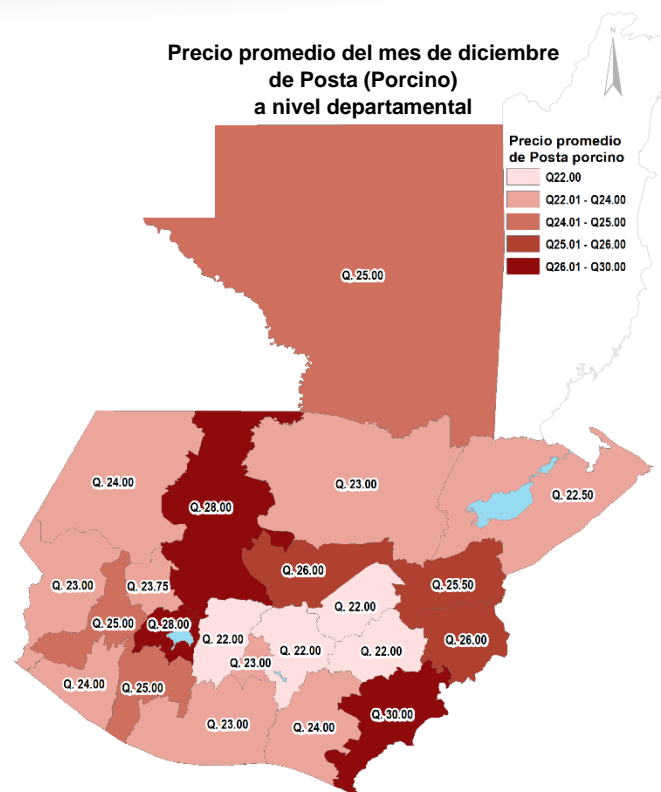 Precio promedio del mes de diciembre
de Posta (Porcino)
a nivel departamental
N
Precio promedio
de Posta porcino
Q22.00
Q22.01 - Q24.00
Q24.01 - Q25.00
Q25.01 - Q26.00
Q26.01 - Q30.00
Q. 25.00
Q. 24.00
Q. 23.00
Q. 22.50
Q. 28.00
Q. 26.00
Q. 23.00
Q. 23.75
Q. 25.50
Q. 22.00
Q. 25.00
Q. 28.00
Q. 22.00
Q. 22.00
Q. 22.00
Q. 26.00
Q. 23.00
Q. 24.00
Q. 25.00
Q. 23.00
Q. 24.00
Q. 30.00